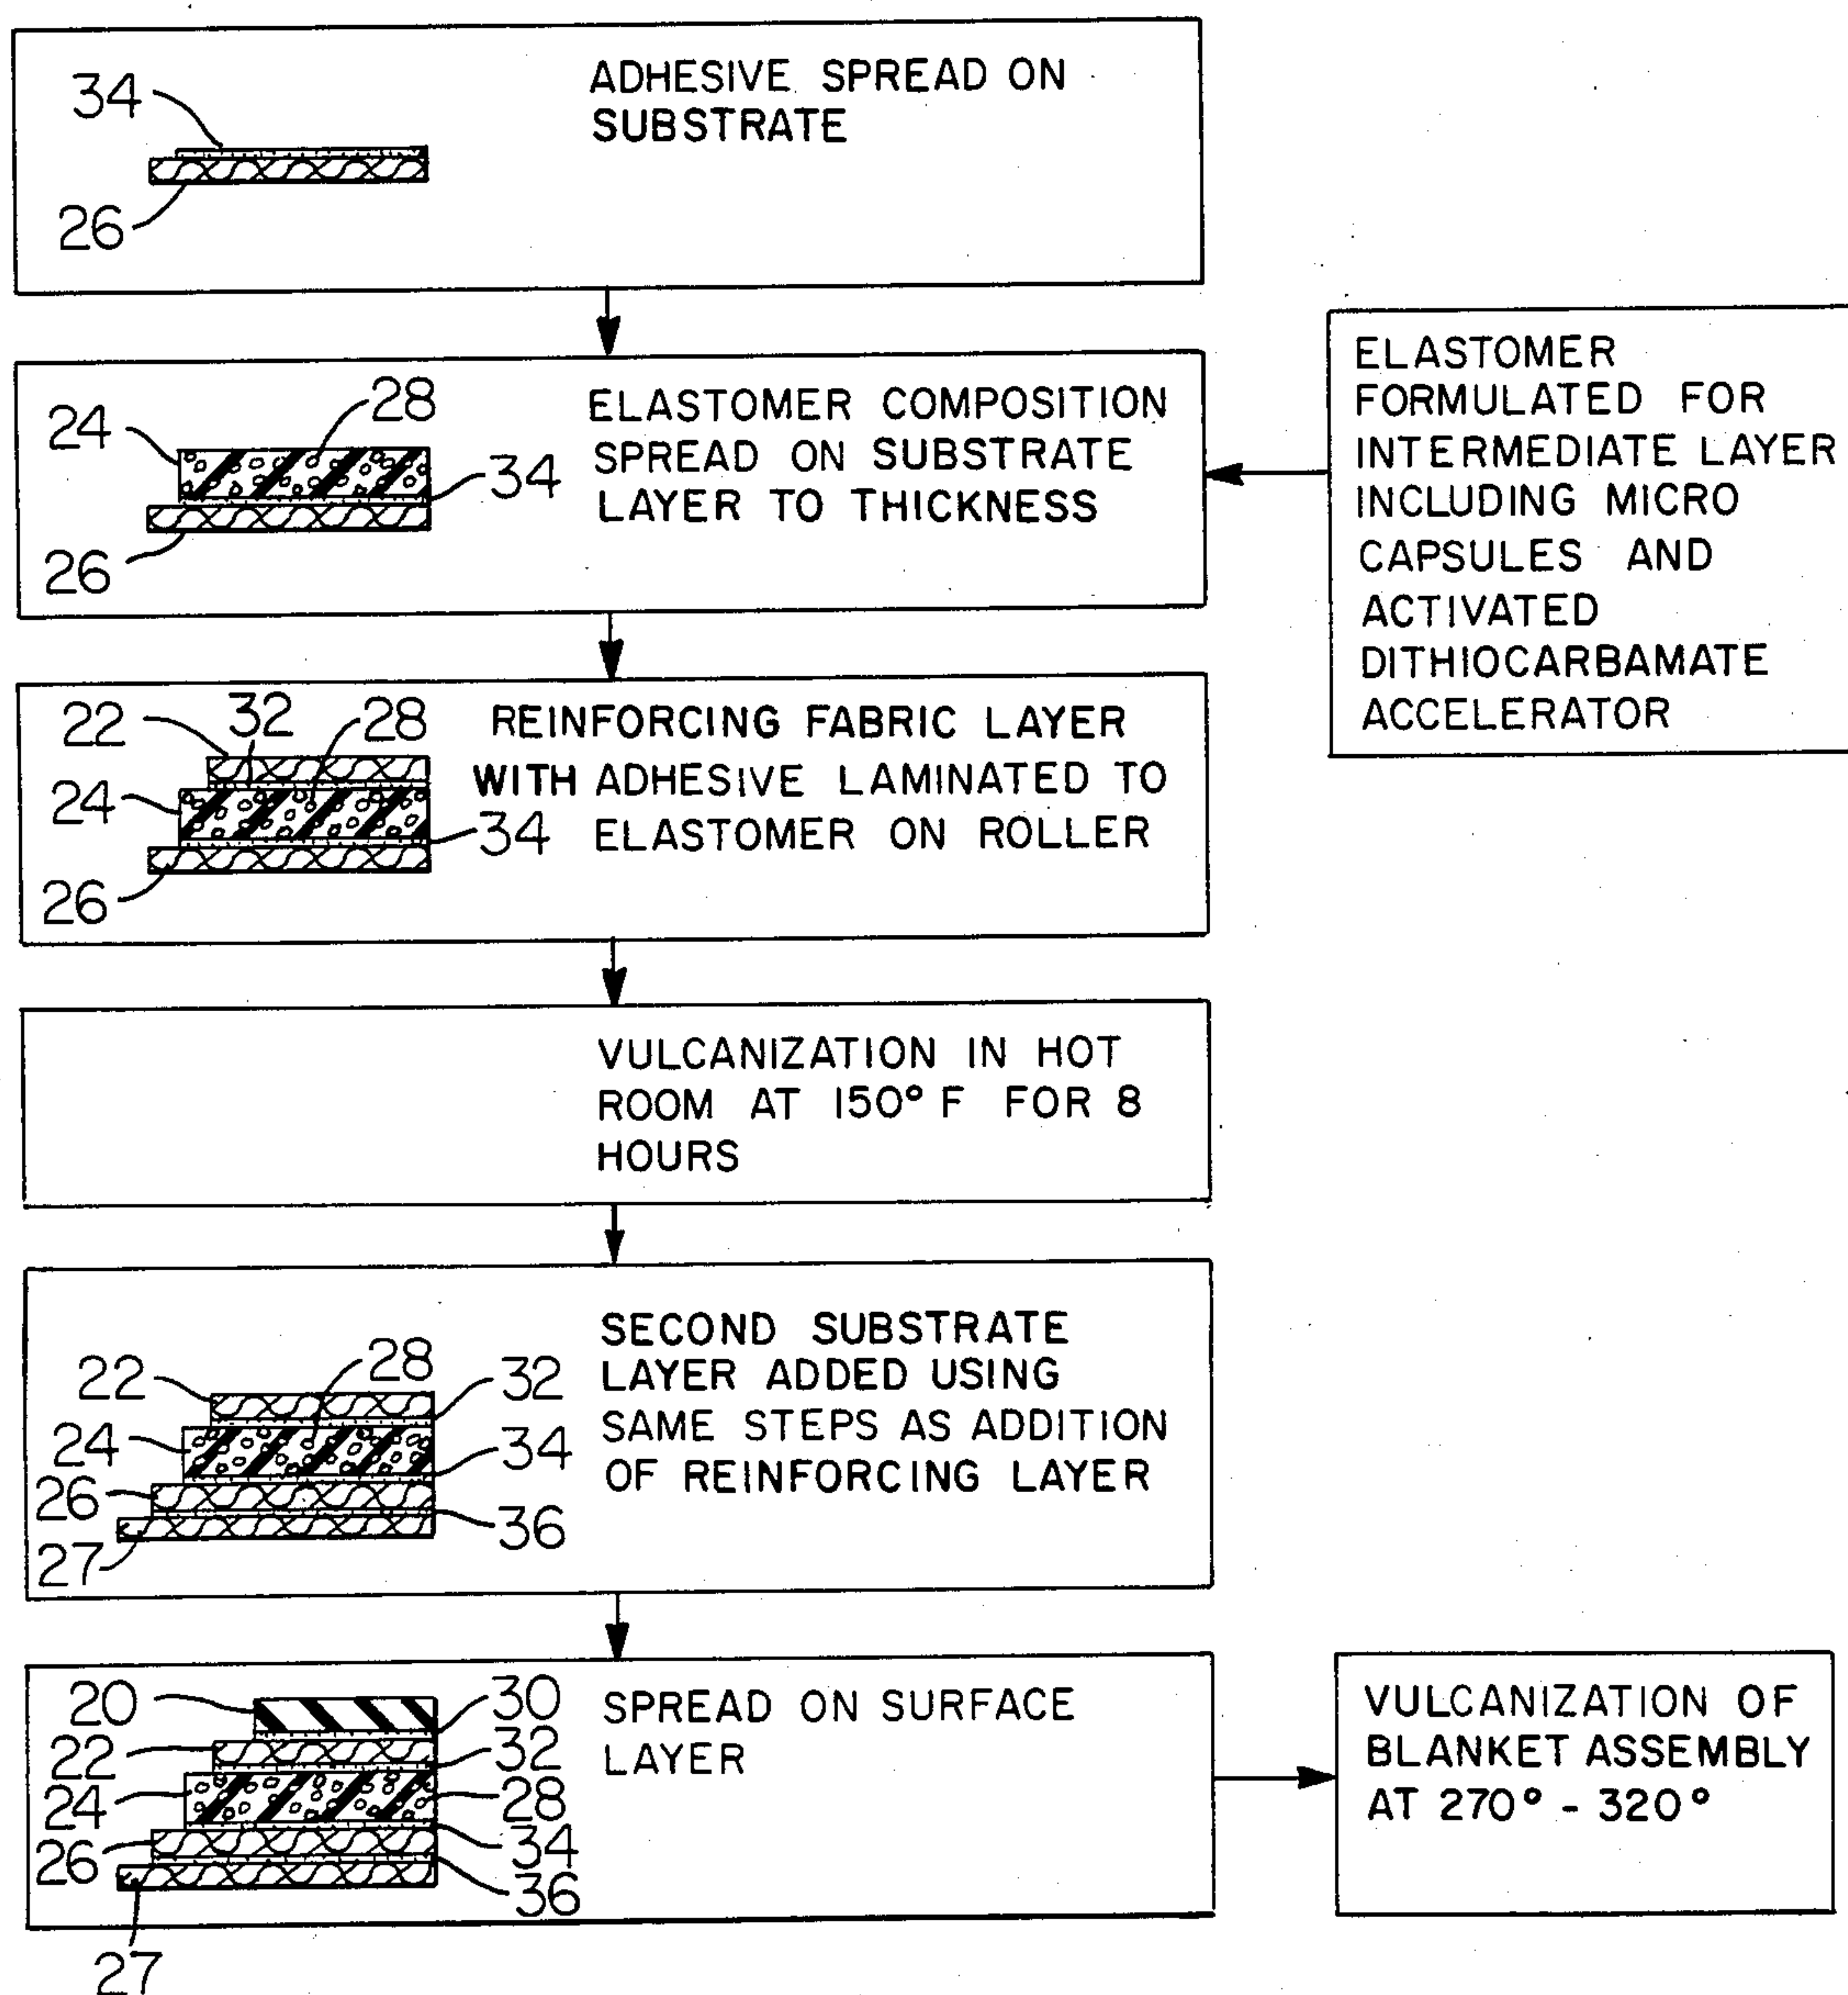 34
26
ADHESIVE SPREAD ON
SUBSTRATE
24
28
34
26
ELASTOMER COMPOSITION
SPREAD ON SUBSTRATE
LAYER TO THICKNESS
ELASTOMER
FORMULATED FOR
INTERMEDIATE LAYER
INCLUDING MICRO
CAPSULES AND
ACTIVATED
DITHIOCARBAMATE
ACCELERATOR
22
32
28
24
34
26
REINFORCING FABRIC LAYER
WITH ADHESIVE LAMINATED TO
ELASTOMER ON ROLLER
VULCANIZATION IN HOT
ROOM AT 150° F FOR 8
HOURS
22
28
32
24
34
26
36
27
SECOND SUBSTRATE
LAYER ADDED USING
SAME STEPS AS ADDITION
OF REINFORCING LAYER
20
30
22
32
24
28
26
34
36
27
SPREAD ON SURFACE
LAYER
VULCANIZATION OF
BLANKET ASSEMBLY
AT 270° - 320°